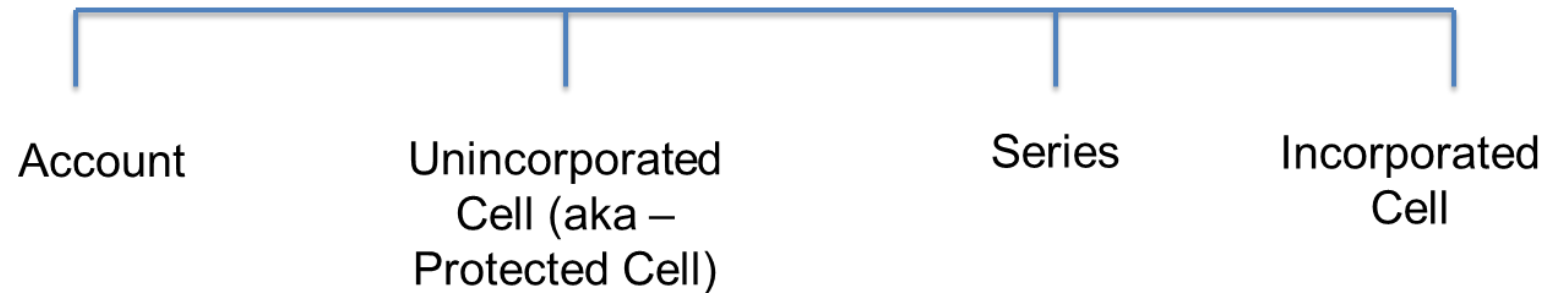 Account
Unincorporated
Cell (aka –
Protected Cell)
Series
Incorporated
Cell